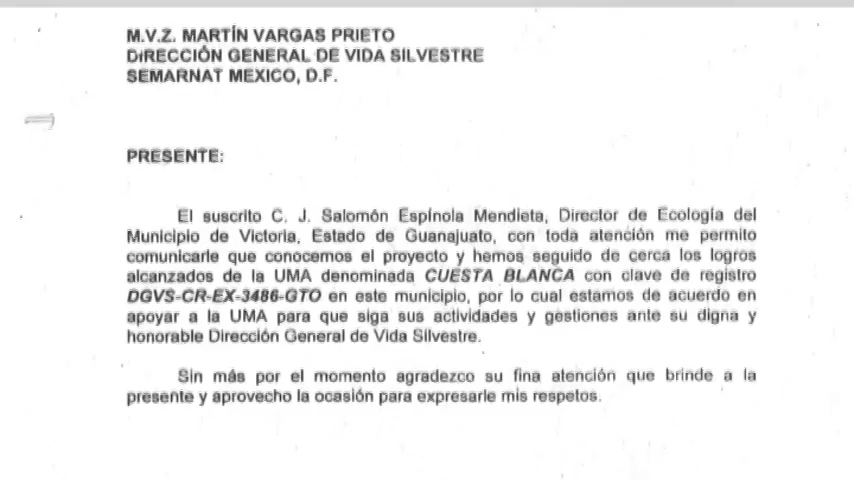 M.V.Z. MARTÍN VARGAS PRIETO
DIRECCIÓN GENERAL DE VIDA SILVESTRE
SEMARNAT MEXICO, D.F.
PRESENTE:
El suscrito C. J. Salomón Espínola Mendieta, Director de Ecología del
Municipio de Victoria, Estado de Guanajuato, con toda atención me permito
comunicarle que conocemos el proyecto y hemos seguido de cerca los logros
alcanzados de la UMA denominada CUESTA BLANCA con clave de registro
DGVS-CR-EX-3486-GTO en este municipio, por lo cual estamos de acuerdo en
apoyar a la UMA para que siga sus actividades y gestiones ante su digna y
honorable Dirección General de Vida Silvestre.
Sin más por el momento agradezco su fina atención que brinde a la
presente y aprovecho la ocasión para expresarle mis respetos.